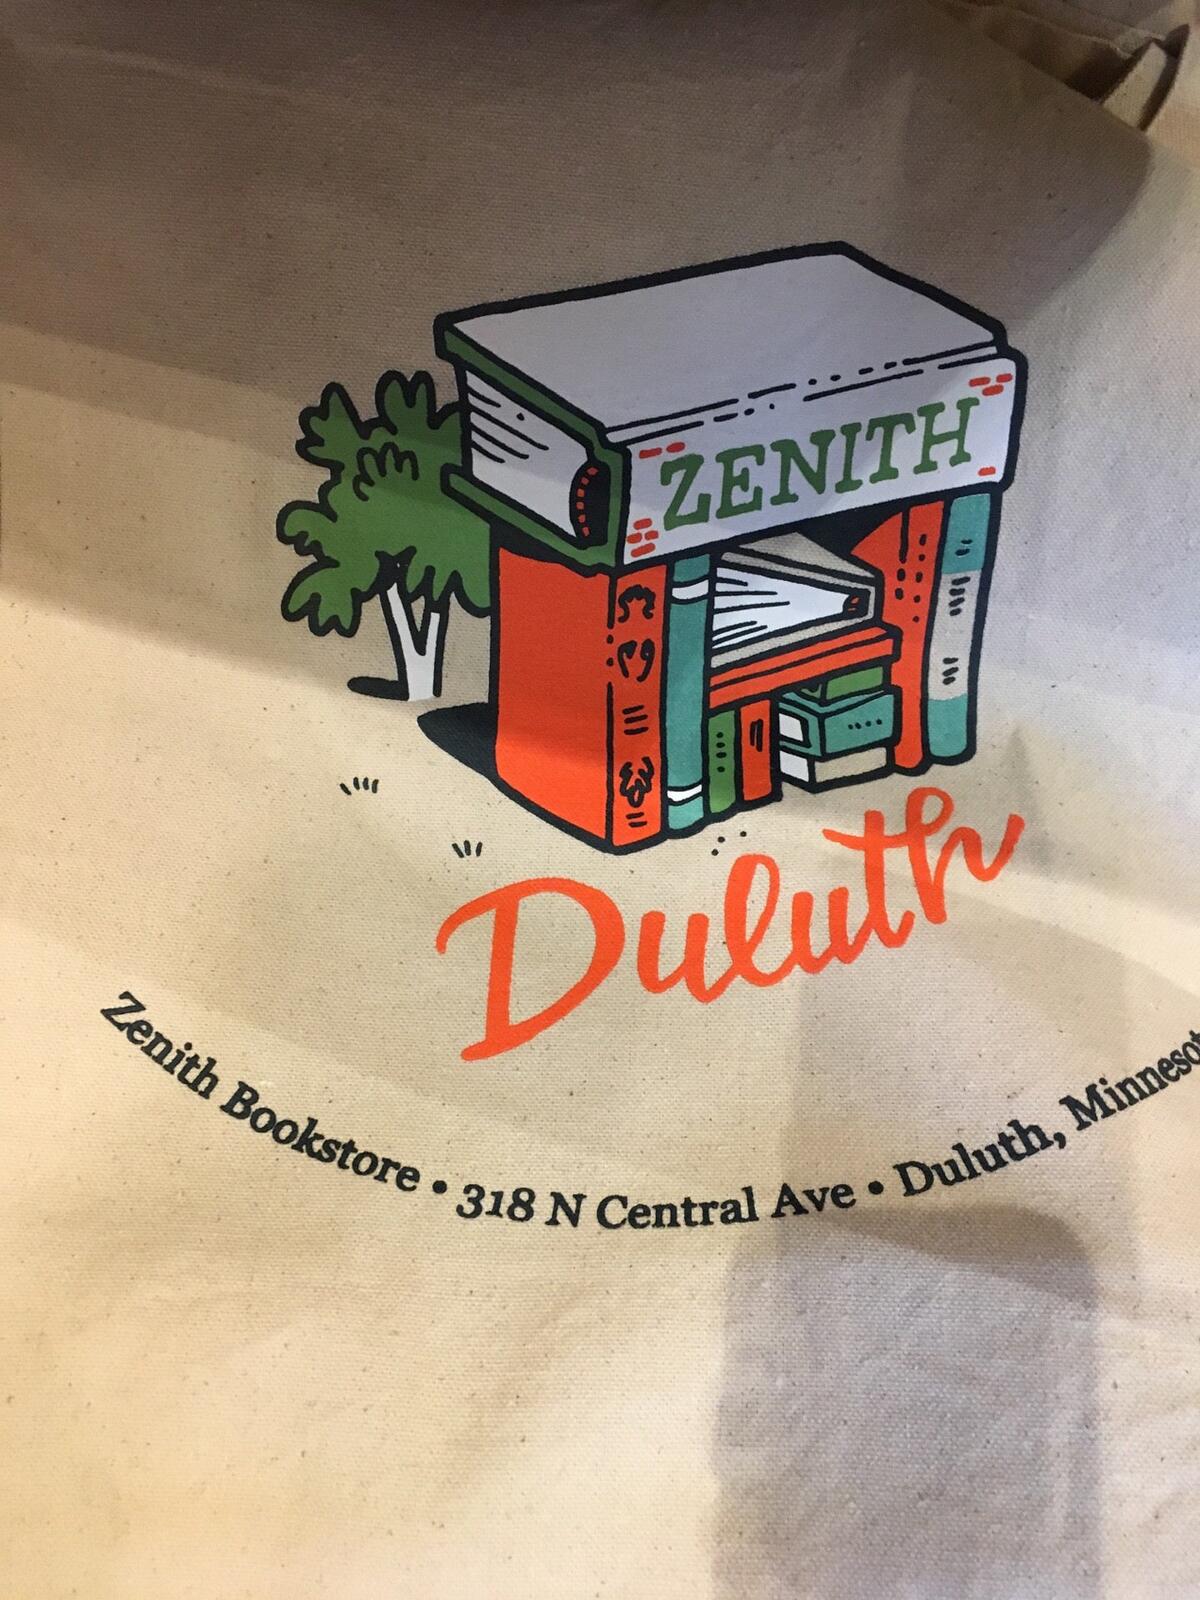 ZENITH
Duluth
Zenith Bookstore • 318 N Central Ave • Duluth, Minnesot